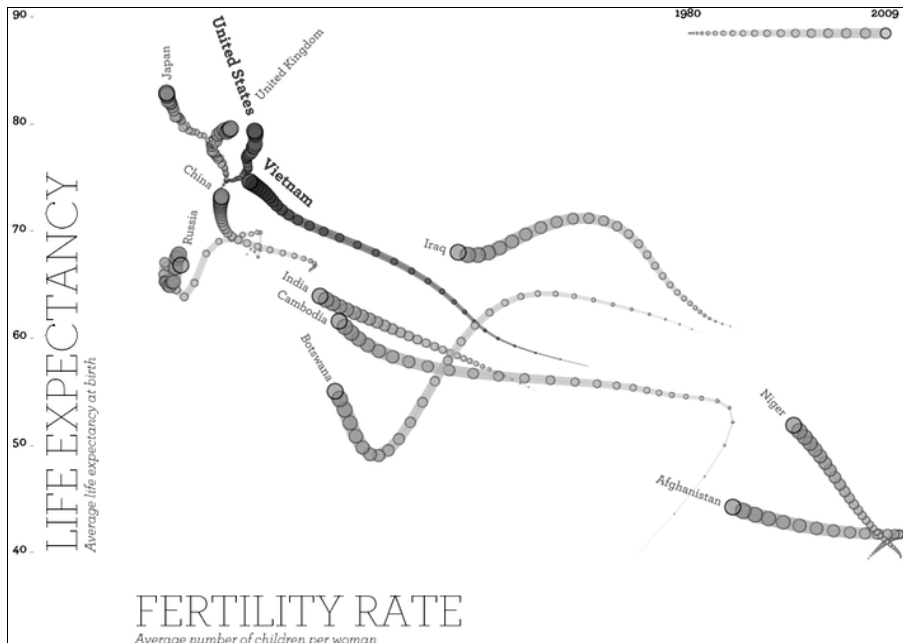 90
1980
2009
Japan
United States
United Kingdom
80
China
Vietnam
70
Russia
Iraq
India
Cambodia
60
Botswana
Niger
50
Afghanistan
40
LIFE EXPECTANCY
Average life expectancy at birth
FERTILITY RATE
Average number of children per woman